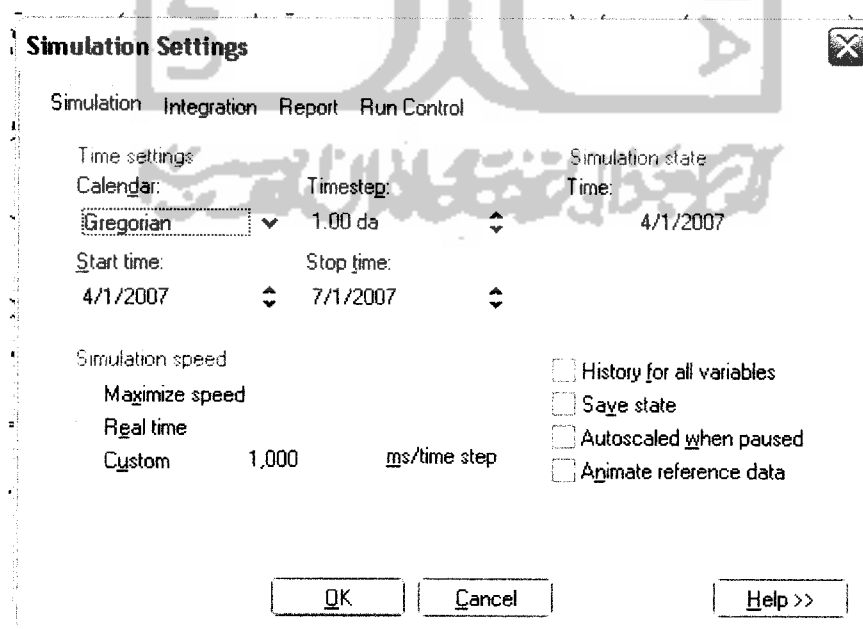 Simulation Settings
Simulation Integration Report Run Control
Time settings Simulation state
Calendar: Timestep: Time:
Gregorian 1.00 da 4/1/2007
Start time: Stop time:
4/1/2007 7/1/2007
Simulation speed
Maximize speed
Real time
Custom 1,000 ms/time step
History for all variables
Save state
Autoscaled when paused
Animate reference data
OK Cancel Help >>